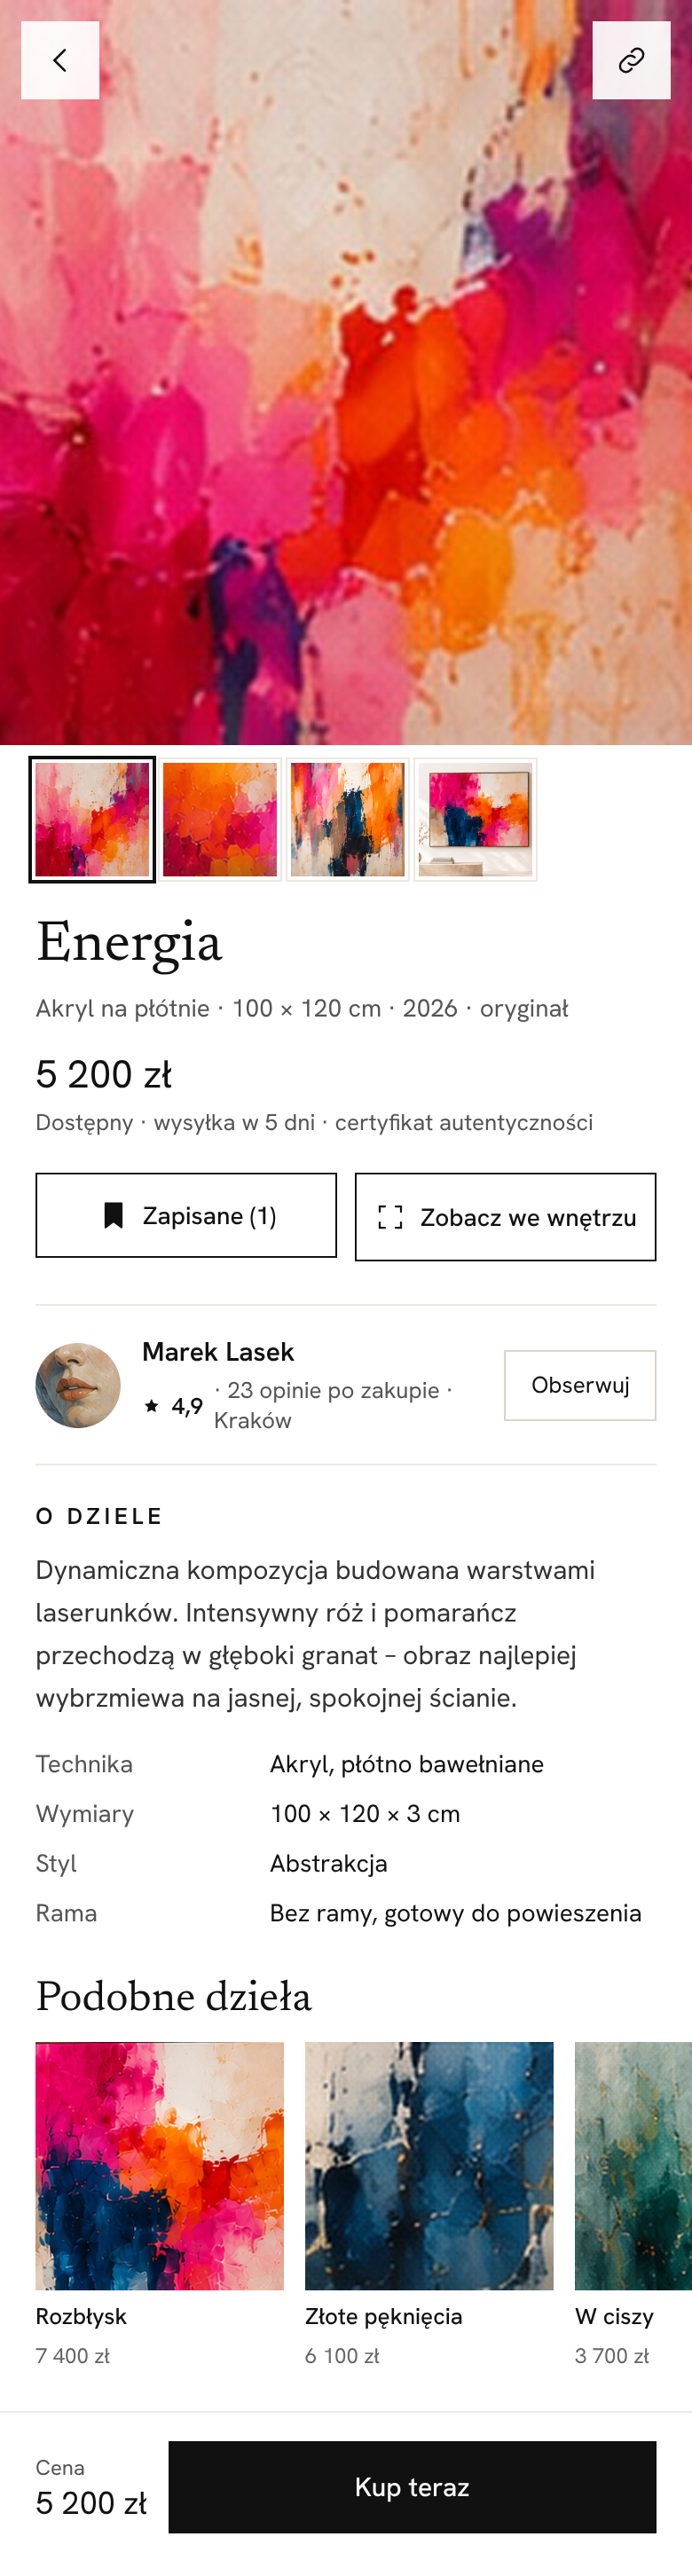 Energia
Akryl na płótnie · 100 × 120 cm · 2026 · oryginał
5 200 zł
Dostępny · wysyłka w 5 dni · certyfikat autentyczności
Zapisane (1)
Zobacz we wnętrzu
Marek Lasek
★ 4,9 · 23 opinie po zakupie ·
Kraków
Obserwuj
O DZIELE
Dynamiczna kompozycja budowana warstwami
laserunków. Intensywny róż i pomarańcz
przechodzą w głęboki granat – obraz najlepiej
wybrzmiewa na jasnej, spokojnej ścianie.
Technika Akryl, płótno bawełniane
Wymiary 100 × 120 × 3 cm
Styl Abstrakcja
Rama Bez ramy, gotowy do powieszenia
Podobne dzieła
Rozbłysk
7 400 zł
Złote pęknięcia
6 100 zł
W ciszy
3 700 zł
Cena
5 200 zł
Kup teraz